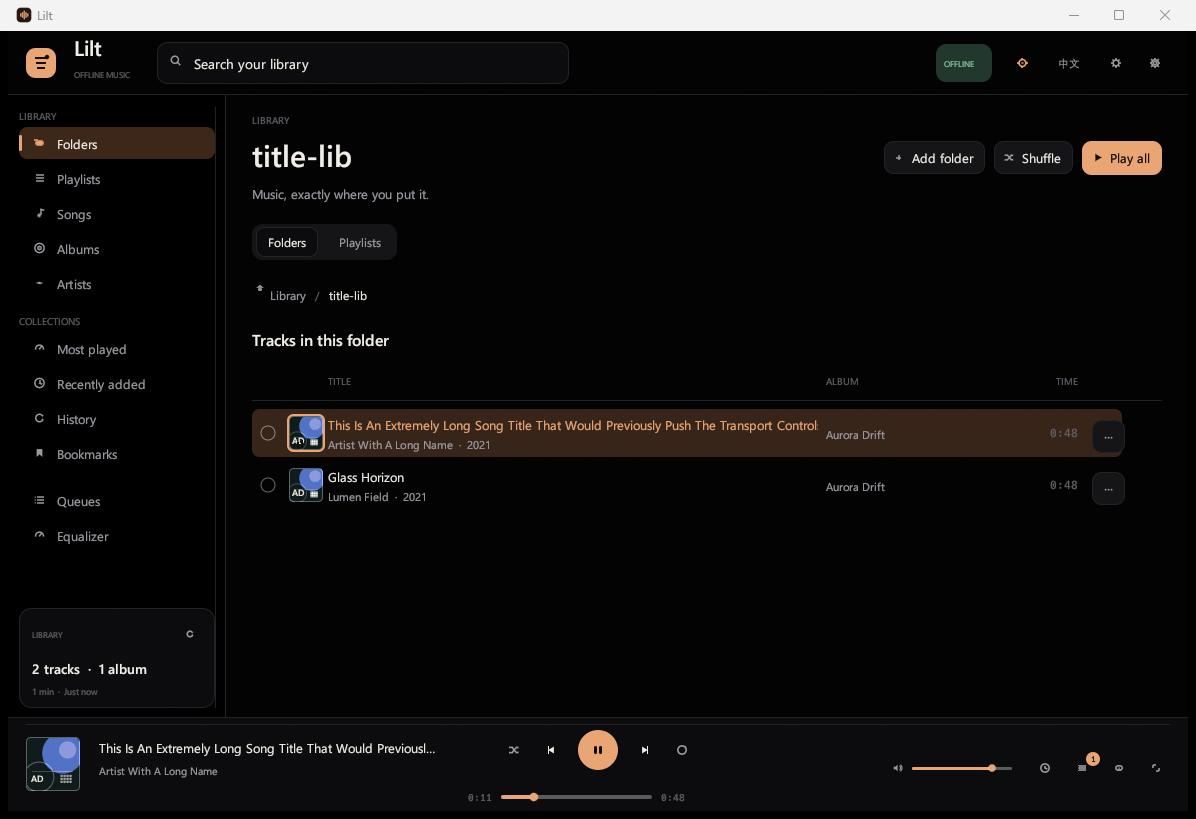 Lilt
Lilt
OFFLINE MUSIC
Search your library
OFFLINE
中文
LIBRARY
Folders
Playlists
Songs
Albums
Artists
COLLECTIONS
Most played
Recently added
History
Bookmarks
Queues
Equalizer
LIBRARY
2 tracks · 1 album
1 min · Just now
LIBRARY
title-lib
Music, exactly where you put it.
+ Add folder
Shuffle
Play all
Folders
Playlists
Library / title-lib
Tracks in this folder
TITLE
ALBUM
TIME
AD
This Is An Extremely Long Song Title That Would Previously Push The Transport Control
Artist With A Long Name · 2021
Aurora Drift
0:48
...
AD
Glass Horizon
Lumen Field · 2021
Aurora Drift
0:48
...
AD
This Is An Extremely Long Song Title That Would Previousl...
Artist With A Long Name
0:11
0:48
1